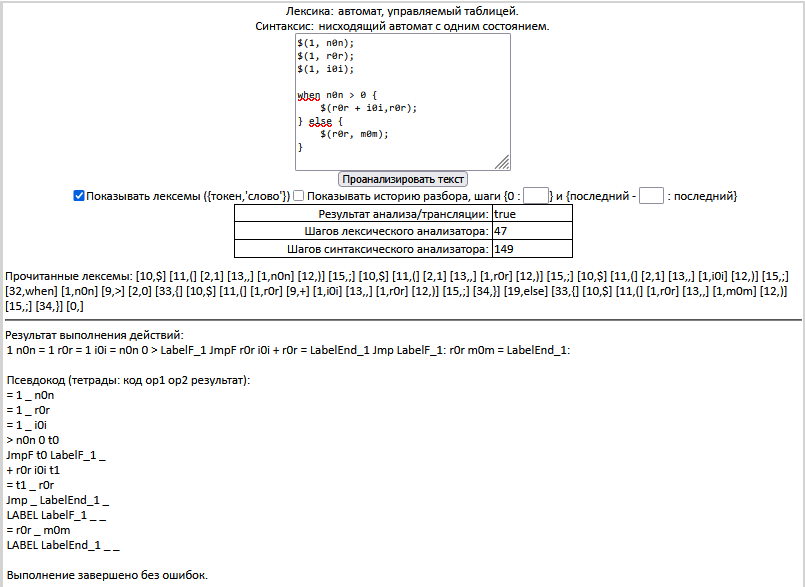 Лексика: автомат, управляемый таблицей.
Синтаксис: нисходящий автомат с одним состоянием.
$(1, n0n);
$(1, r0r);
$(1, i0i);
when n0n > 0 {
$(r0r + i0i,r0r);
} else {
$(r0r, m0m);
}
Проанализировать текст
Показывать лексемы ({токен,'слово'}) Показывать историю разбора, шаги {0 : } и {последний - : последний}
Результат анализа/трансляции: true
Шагов лексического анализатора: 47
Шагов синтаксического анализатора: 149
Прочитанные лексемы: [10,$] [11,(] [2,1] [13,,] [1,n0n] [12,)] [15,;] [10,$] [11,(] [2,1] [13,,] [1,r0r] [12,)] [15,;] [10,$] [11,(] [2,1] [13,,] [1,i0i] [12,)] [15,;]
[32,when] [1,n0n] [9,>] [2,0] [33,{] [10,$] [11,(] [1,r0r] [9,+] [1,i0i] [13,,] [1,r0r] [12,)] [15,;] [34,}] [19,else] [33,{] [10,$] [11,(] [1,r0r] [13,,] [1,m0m] [12,)]
[15,;] [34,}] [0,]
Результат выполнения действий:
1 n0n = 1 r0r = 1 i0i = n0n 0 > LabelF_1 JmpF r0r i0i + r0r = LabelEnd_1 Jmp LabelF_1: r0r m0m = LabelEnd_1:
Псевдокод (тетрады: код op1 op2 результат):
= 1 _ n0n
= 1 _ r0r
= 1 _ i0i
> n0n 0 t0
JmpF t0 LabelF_1 _
+ r0r i0i t1
= t1 _ r0r
Jmp _ LabelEnd_1 _
LABEL LabelF_1 _ _
= r0r _ m0m
LABEL LabelEnd_1 _ _
Выполнение завершено без ошибок.